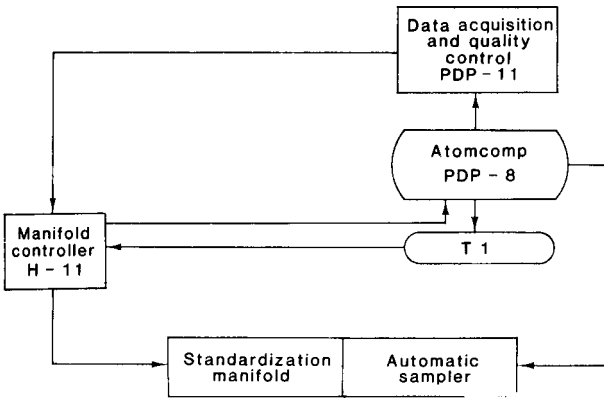 Data acquisition
and quality
control
PDP-11
Atomcomp
PDP-8
T 1
Manifold
controller
H-11
Standardization
manifold
Automatic
sampler